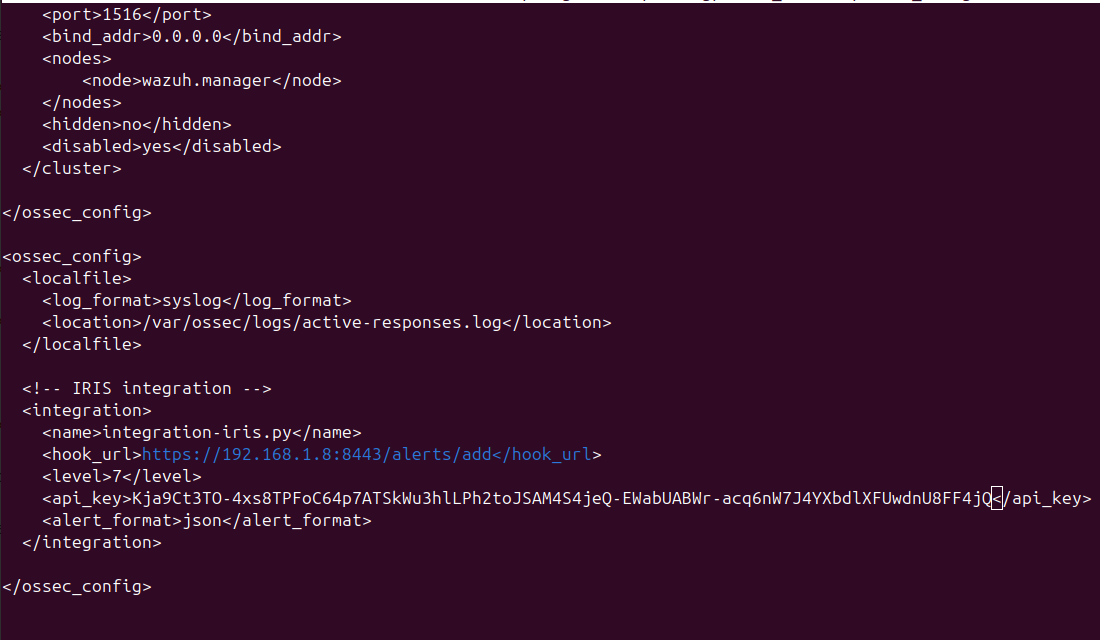 <port>1516</port>
<bind_addr>0.0.0.0</bind_addr>
<nodes>
<node>wazuh.manager</node>
</nodes>
<hidden>no</hidden>
<disabled>yes</disabled>
</cluster>
</ossec_config>
<ossec_config>
<localfile>
<log_format>syslog</log_format>
<location>/var/ossec/logs/active-responses.log</location>
</localfile>
<!-- IRIS integration -->
<integration>
<name>integration-iris.py</name>
<hook_url>https://192.168.1.8:8443/alerts/add</hook_url>
<level>7</level>
<api_key>Kja9Ct3TO-4xs8TPFoC64p7ATSkWu3hlLPh2toJSAM4S4jeQ-EWabUABWr-acq6nW7J4YXbdlXFUwdnU8FF4jQ</api_key>
<alert_format>json</alert_format>
</integration>
</ossec_config>